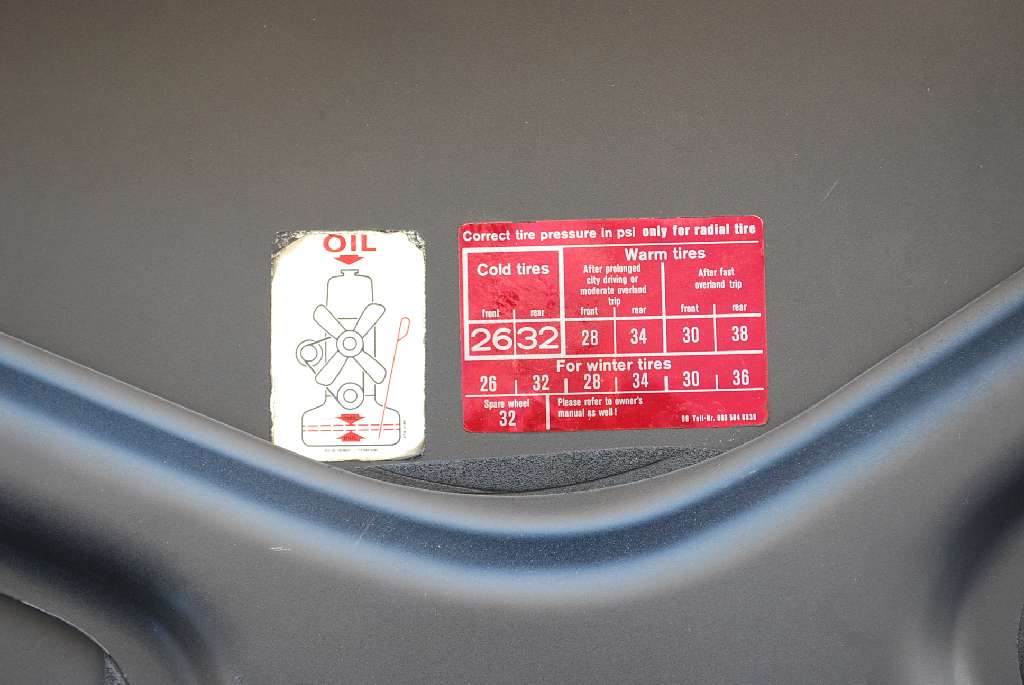 OIL
Correct tire pressure in psi only for radial tire
Cold tires
Warm tires
After prolonged
city driving or
moderate overland
trip
After fast
overland trip
front rear front rear front rear
26 32 28 34 30 38
For winter tires
26 32 28 34 30 36
Spare wheel
32
Please refer to owner's
manual as well!
DB Teil-Nr.